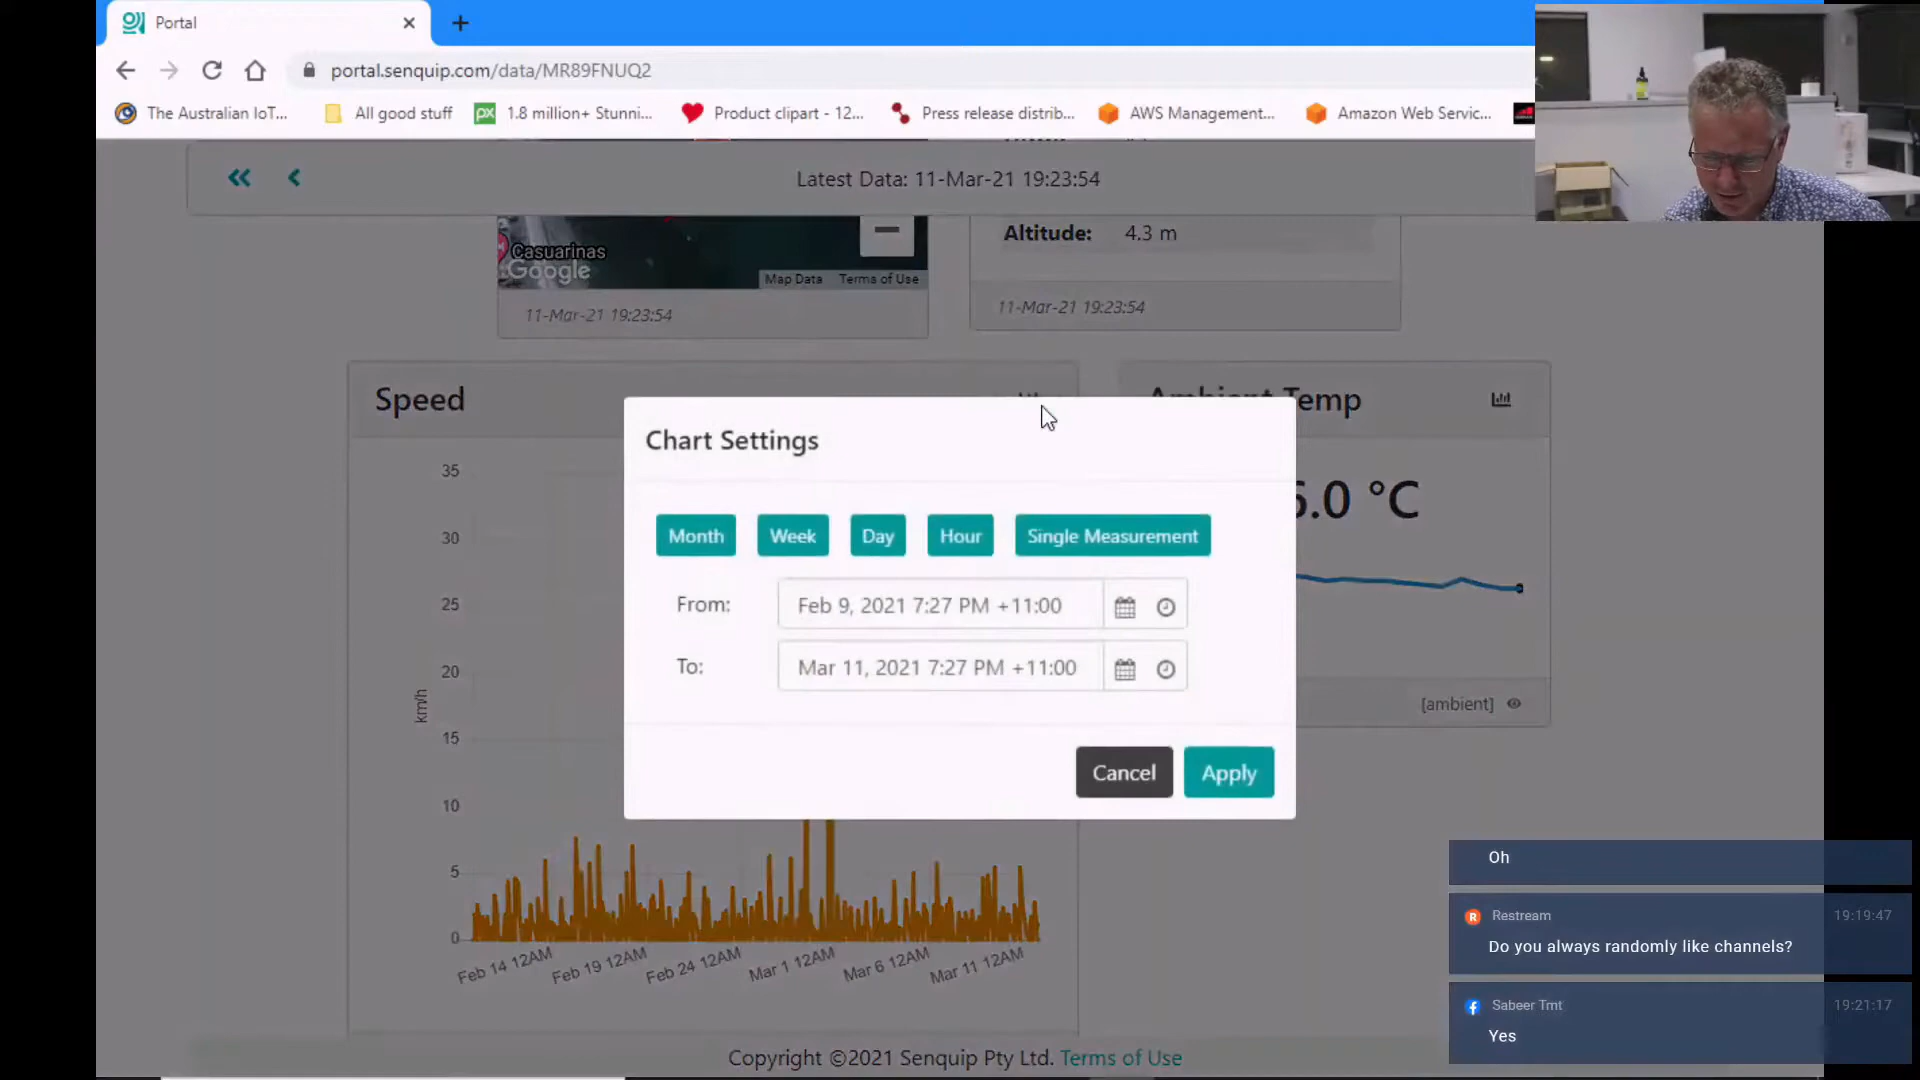 Portal
portal.senquip.com/data/MR89FNUQ2
The Australian IoT...
All good stuff
px
1.8 million+ Stunni...
Product clipart - 12...
Press release distrib...
AWS Management...
Amazon Web Servic...
Latest Data: 11-Mar-21 19:23:54
Casuarinas
Google
Map Data
Terms of Use
11-Mar-21 19:23:54
Altitude: 4.3 m
11-Mar-21 19:23:54
Speed
35
30
25
20
15
10
5
0
km/h
Feb 14 12AM
Feb 19 12AM
Feb 24 12AM
Mar 1 12AM
Mar 6 12AM
Mar 11 12AM
Temp
.0 °C
[ambient]
Chart Settings
Month
Week
Day
Hour
Single Measurement
From: Feb 9, 2021 7:27 PM +11:00
To: Mar 11, 2021 7:27 PM +11:00
Cancel
Apply
Oh
R
Restream
19:19:47
Do you always randomly like channels?
Sabeer Tmt
19:21:17
Yes
Copyright ©2021 Senquip Pty Ltd. Terms of Use